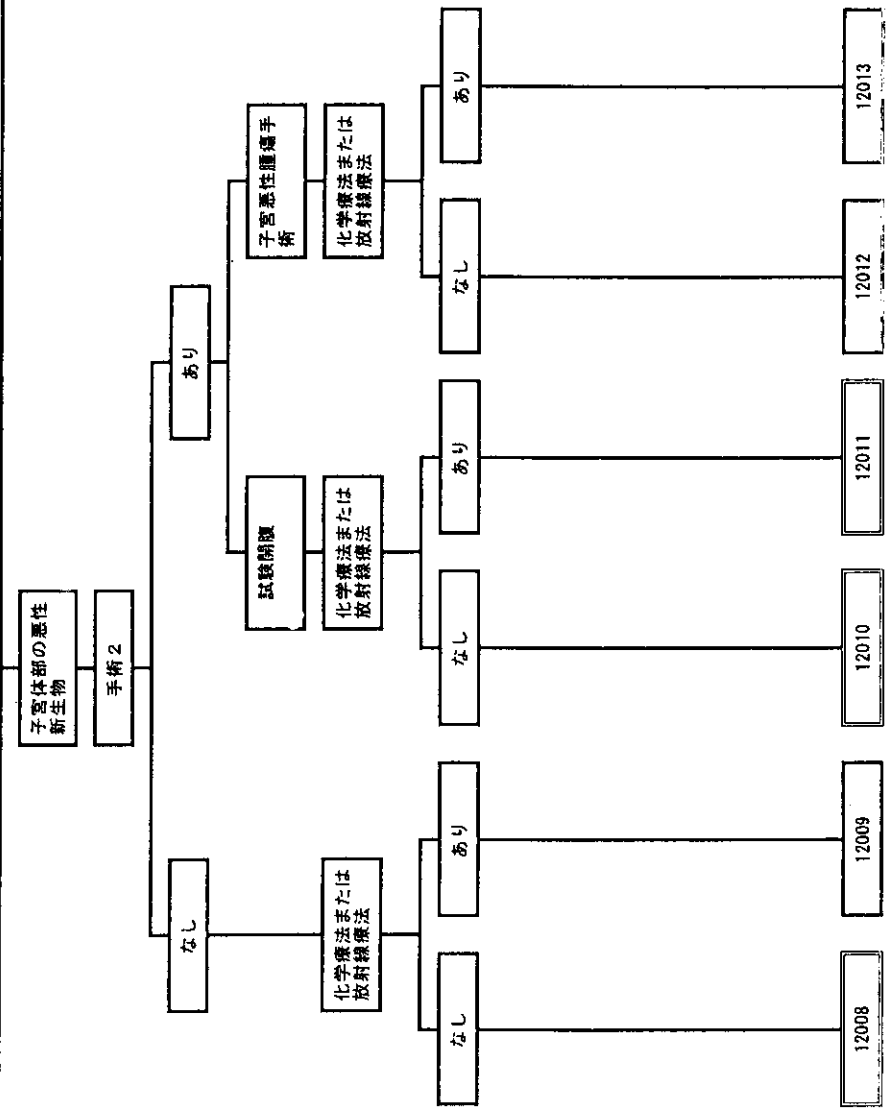 子宮体部の悪性
新生物
手術2
なし
あり
試験開腹
子宮悪性腫瘍手
術
化学療法または
放射線療法
化学療法または
放射線療法
化学療法または
放射線療法
なし
あり
なし
あり
なし
あり
12008
12009
12010
12011
12012
12013